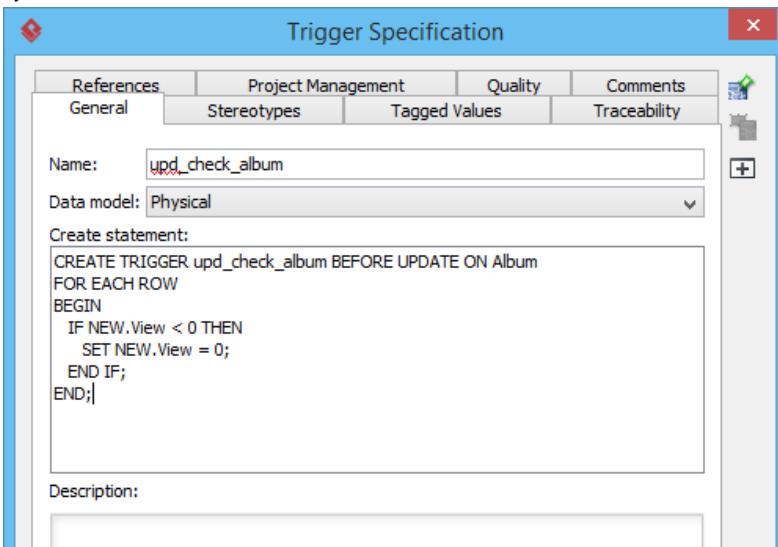 Trigger Specification
References Project Management Quality Comments
General Stereotypes Tagged Values Traceability
Name: upd_check_album
Data model: Physical
Create statement:
CREATE TRIGGER upd_check_album BEFORE UPDATE ON Album
FOR EACH ROW
BEGIN
IF NEW.View < 0 THEN
SET NEW.View = 0;
END IF;
END;
Description: